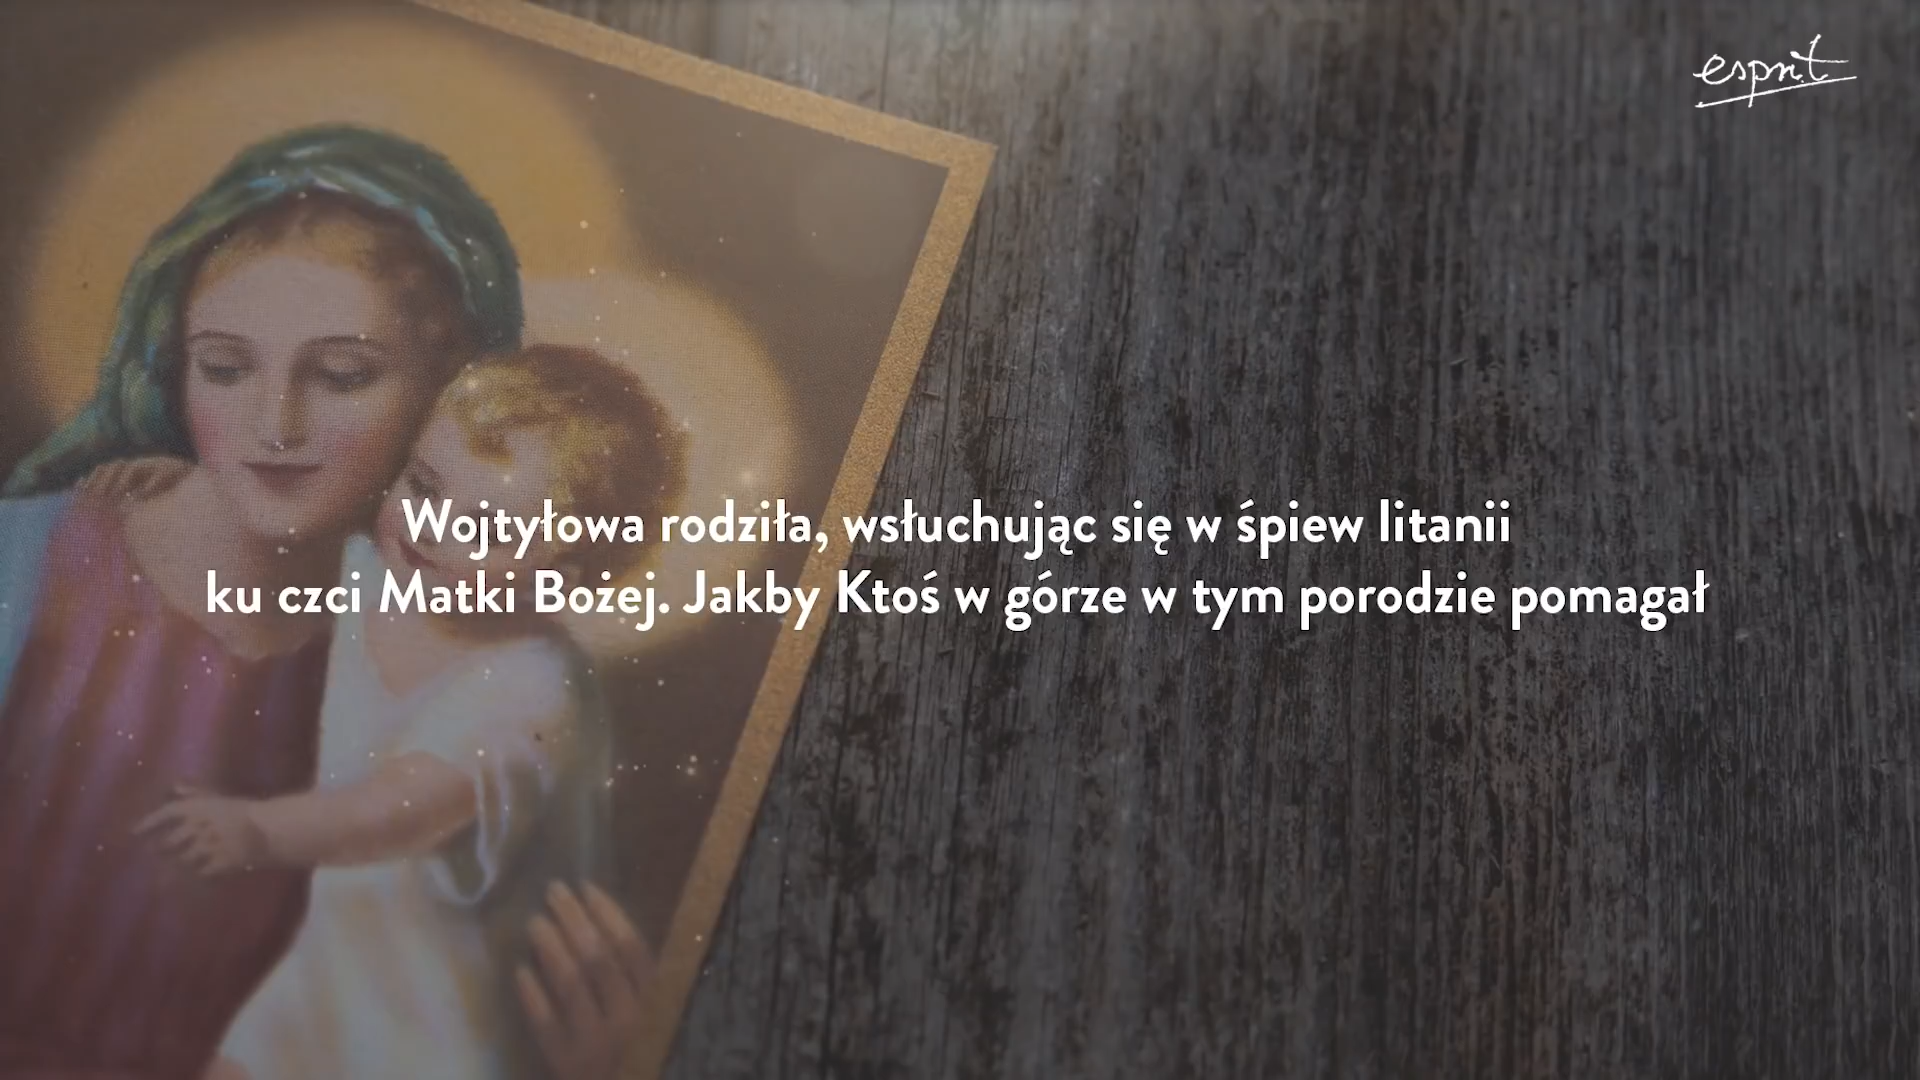 esprit
Wojtyłowa rodziła, wsłuchując się w śpiew litanii
ku czci Matki Bożej. Jakby Ktoś w górze w tym porodzie pomagał